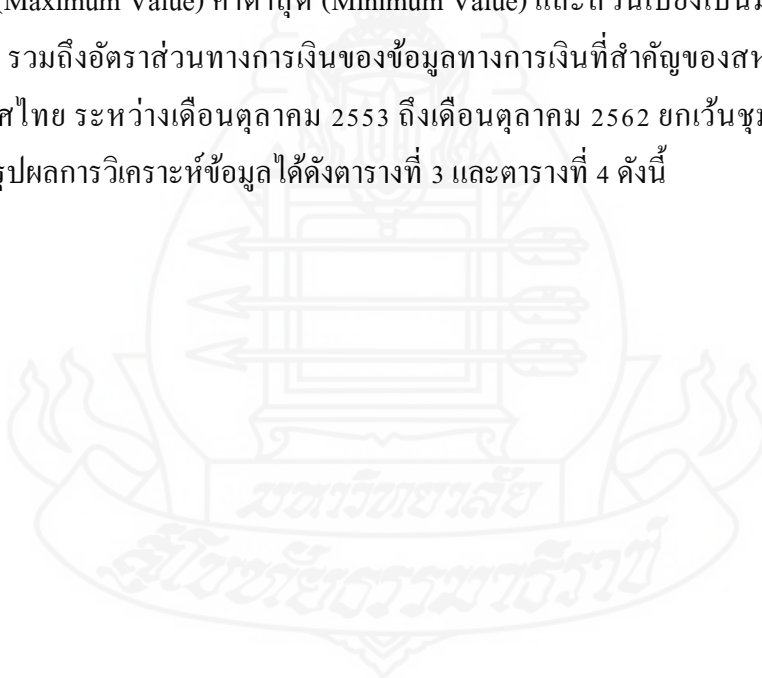 (Maximum Value) ค่าต่ำสุด (Minimum Value) และส่วนเบี่ยงเบน
รวมถึงอัตราส่วนทางการเงินของข้อมูลทางการเงินที่สำคัญของสห
ศไทย ระหว่างเดือนตุลาคม 2553 ถึงเดือนตุลาคม 2562 ยกเว้นชุม
รุปผลการวิเคราะห์ข้อมูลได้ดังตารางที่ 3 และตารางที่ 4 ดังนี้
มหาวิทยาลัย
สุโขทัยธรรมาธิราช